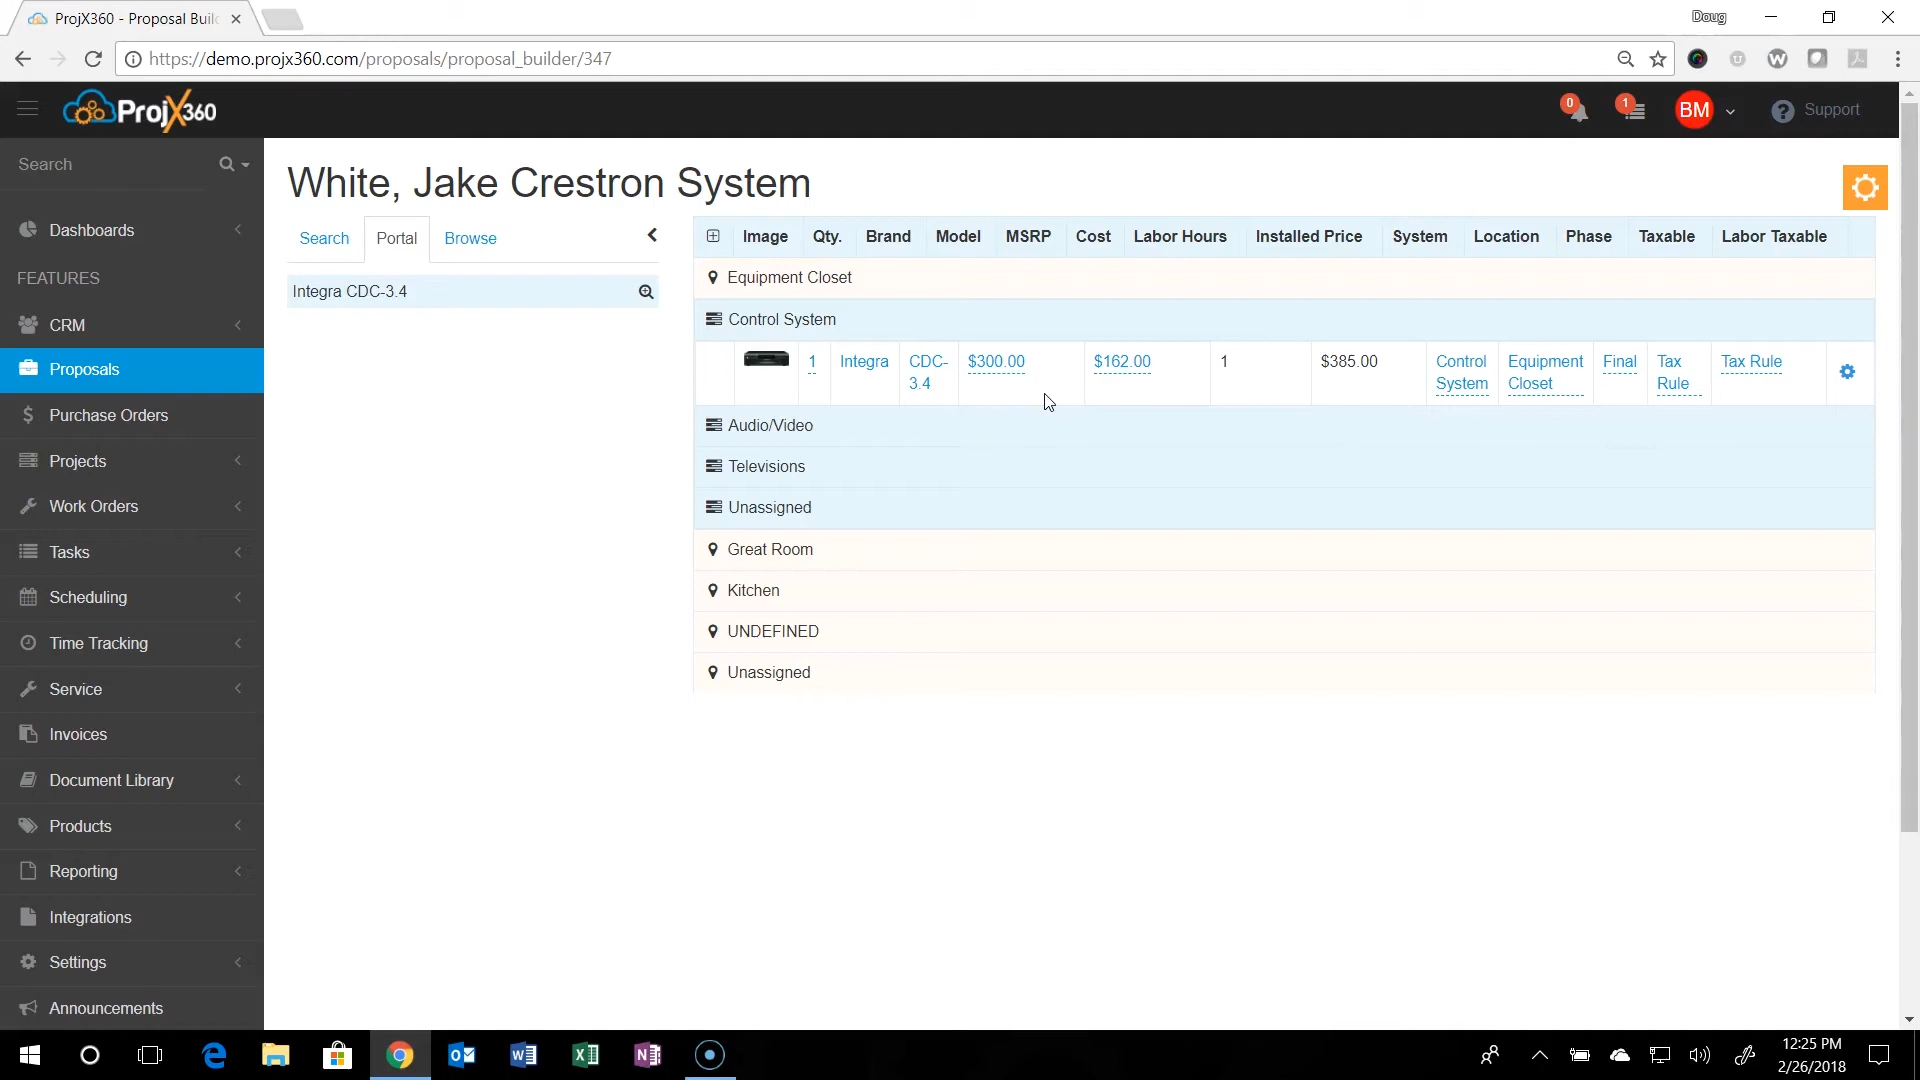 ProjX360 - Proposal Buil
Doug
https://demo.projx360.com/proposals/proposal_builder/347
ProjX360
0
1
BM
Support
Search
Dashboards
FEATURES
CRM
Proposals
Purchase Orders
Projects
Work Orders
Tasks
Scheduling
Time Tracking
Service
Invoices
Document Library
Products
Reporting
Integrations
Settings
Announcements
White, Jake Crestron System
Search Portal Browse
Integra CDC-3.4
Image Qty. Brand Model MSRP Cost Labor Hours Installed Price System Location Phase Taxable Labor Taxable
Equipment Closet
Control System
1 Integra CDC- $300.00 $162.00 1 $385.00 Control Equipment Final Tax Tax Rule
3.4 System Closet Rule
Audio/Video
Televisions
Unassigned
Great Room
Kitchen
UNDEFINED
Unassigned
12:25 PM
2/26/2018